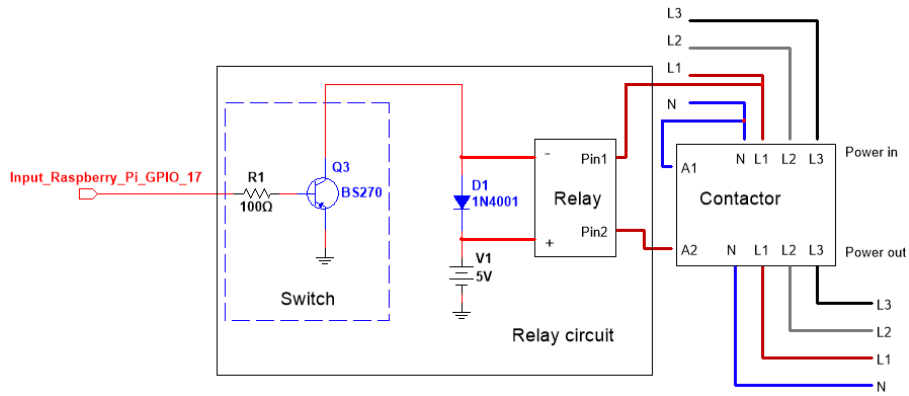 L3
L2
L1
N
Input_Raspberry_Pi_GPIO_17
R1
100Ω
Q3
BS270
Switch
D1
1N4001
V1
5V
-
+
Relay
Pin1
Pin2
Relay circuit
A1
N L1 L2 L3
Power in
Contactor
A2
N L1 L2 L3
Power out
L3
L2
L1
N